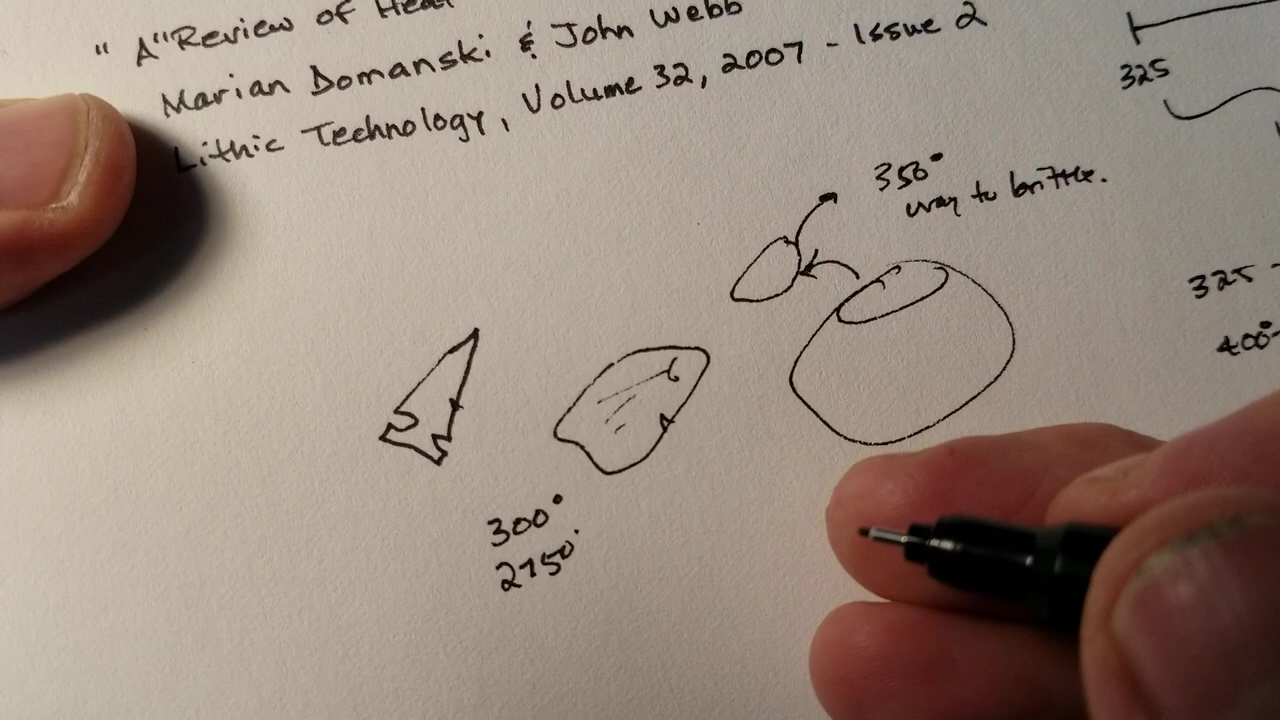 " A" Review of Heat
Marian Domanski & John Webb
Lithic Technology, Volume 32, 2007 - Issue 2
325
350°
way to brittle.
325 -
400°
300°
2750°